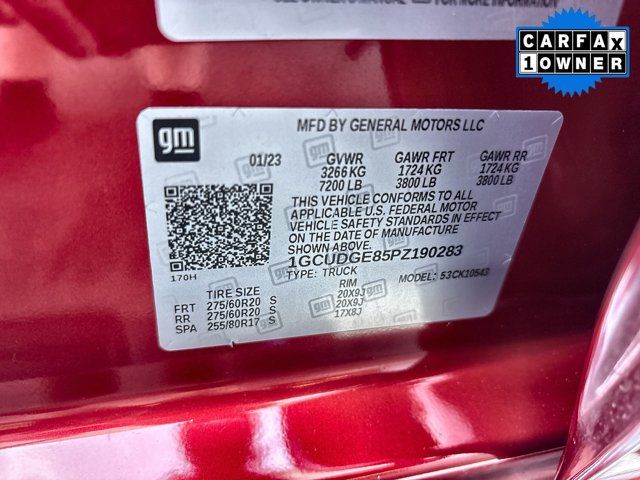 SEE OWNER'S MANUAL
CARFAX
1 OWNER
gm
MFD BY GENERAL MOTORS LLC
01/23 GVWR GAWR FRT GAWR RR
3266 KG 1724 KG 1724 KG
7200 LB 3800 LB 3800 LB
THIS VEHICLE CONFORMS TO ALL
APPLICABLE U.S. FEDERAL MOTOR
VEHICLE SAFETY STANDARDS IN EFFECT
ON THE DATE OF MANUFACTURE
SHOWN ABOVE.
1GCUDGE85PZ190283
170H TYPE: TRUCK MODEL: 53CK10543
TIRE SIZE RIM
FRT 275/60R20 S 20X9J
RR 275/60R20 S 20X9J
SPA 255/80R17 S 17X8J